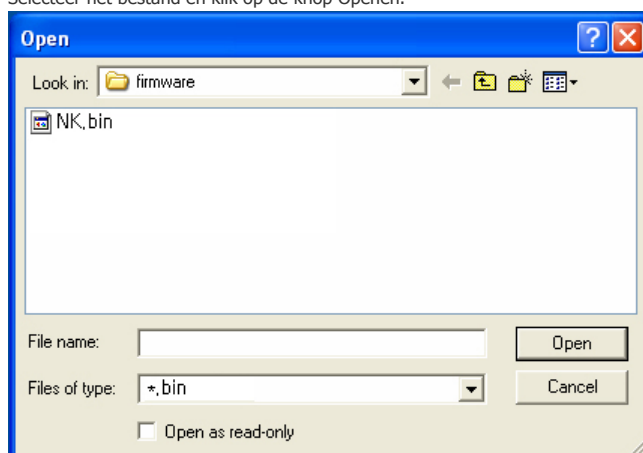 Selecteer het bestand en klik op de knop Openen.
Open
Look in: firmware
NK.bin
File name:
Open
Files of type: *.bin
Cancel
Open as read-only